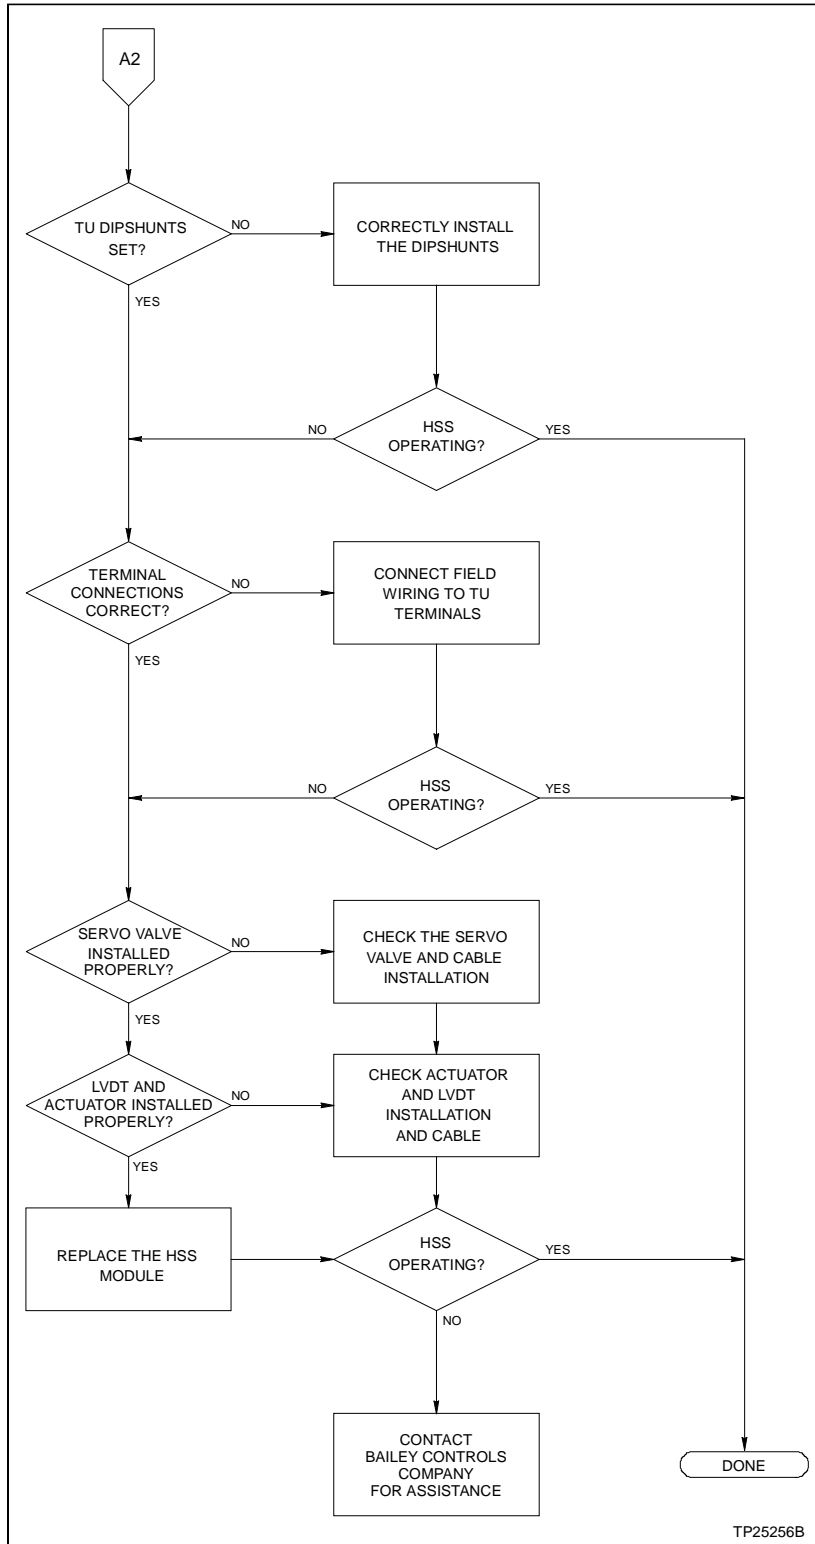 A2
TU DIPSHUNTS
SET?
NO
CORRECTLY INSTALL
THE DIPSHUNTS
YES
HSS
OPERATING?
NO
YES
TERMINAL
CONNECTIONS
CORRECT?
NO
CONNECT FIELD
WIRING TO TU
TERMINALS
YES
HSS
OPERATING?
NO
YES
SERVO VALVE
INSTALLED
PROPERLY?
NO
CHECK THE SERVO
VALVE AND CABLE
INSTALLATION
YES
LVDT AND
ACTUATOR INSTALLED
PROPERLY?
NO
CHECK ACTUATOR
AND LVDT
INSTALLATION
AND CABLE
YES
REPLACE THE HSS
MODULE
HSS
OPERATING?
YES
NO
CONTACT
BAILEY CONTROLS
COMPANY
FOR ASSISTANCE
DONE
TP25256B